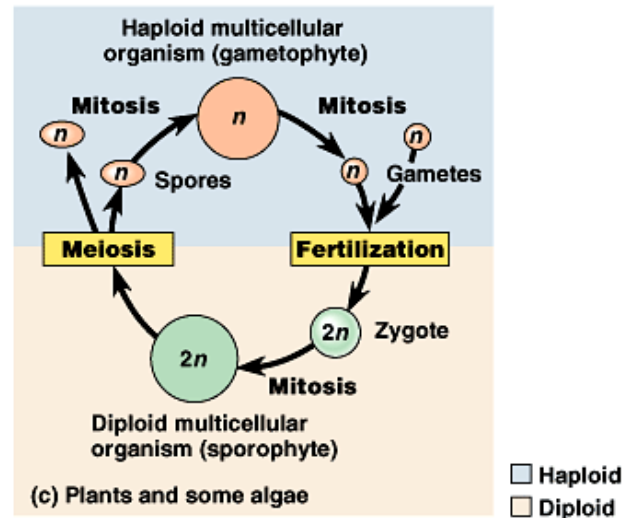 Haploid multicellular
organism (gametophyte)
Mitosis
n
Mitosis
n
n
n
Spores
n
Gametes
Meiosis
Fertilization
2n
2n
Zygote
Mitosis
Diploid multicellular
organism (sporophyte)
(c) Plants and some algae
Haploid
Diploid